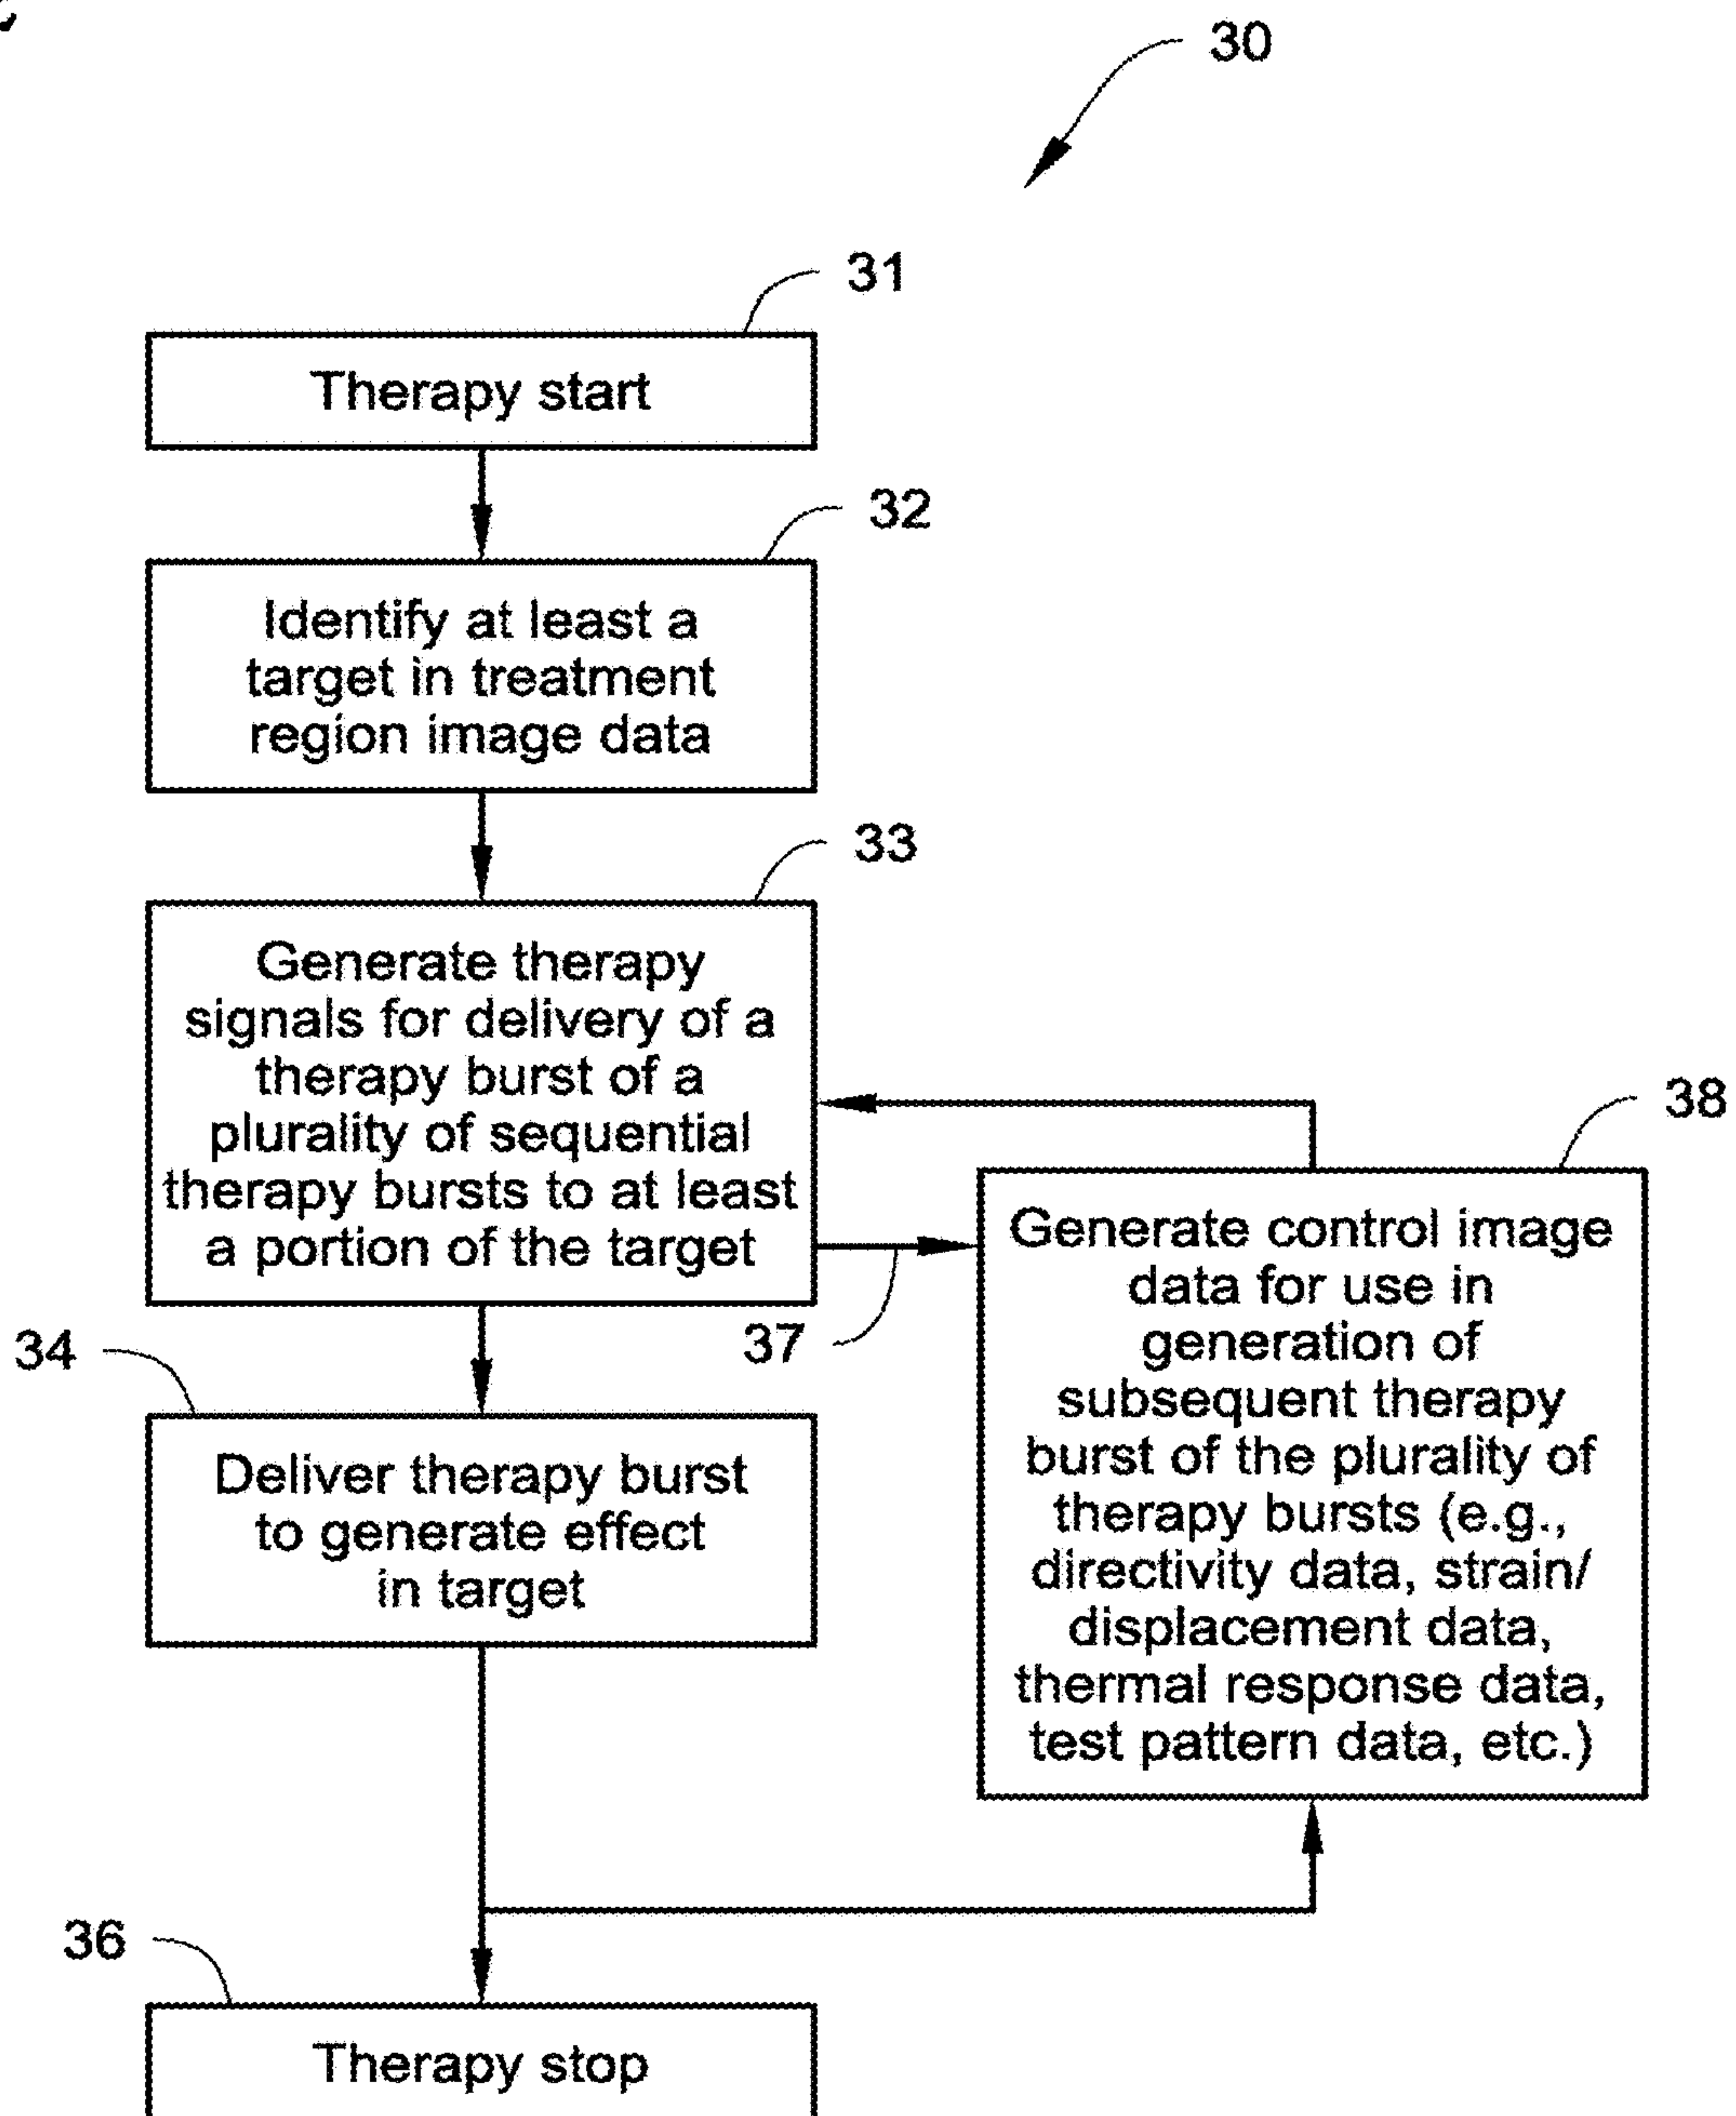 30
31
Therapy start
32
Identify at least a
target in treatment
region image data
33
Generate therapy
signals for delivery of a
therapy burst of a
plurality of sequential
therapy bursts to at least
a portion of the target
37
38
Generate control image
data for use in
generation of
subsequent therapy
burst of the plurality of
therapy bursts (e.g.,
directivity data, strain/
displacement data,
thermal response data,
test pattern data, etc.)
34
Deliver therapy burst
to generate effect
in target
36
Therapy stop